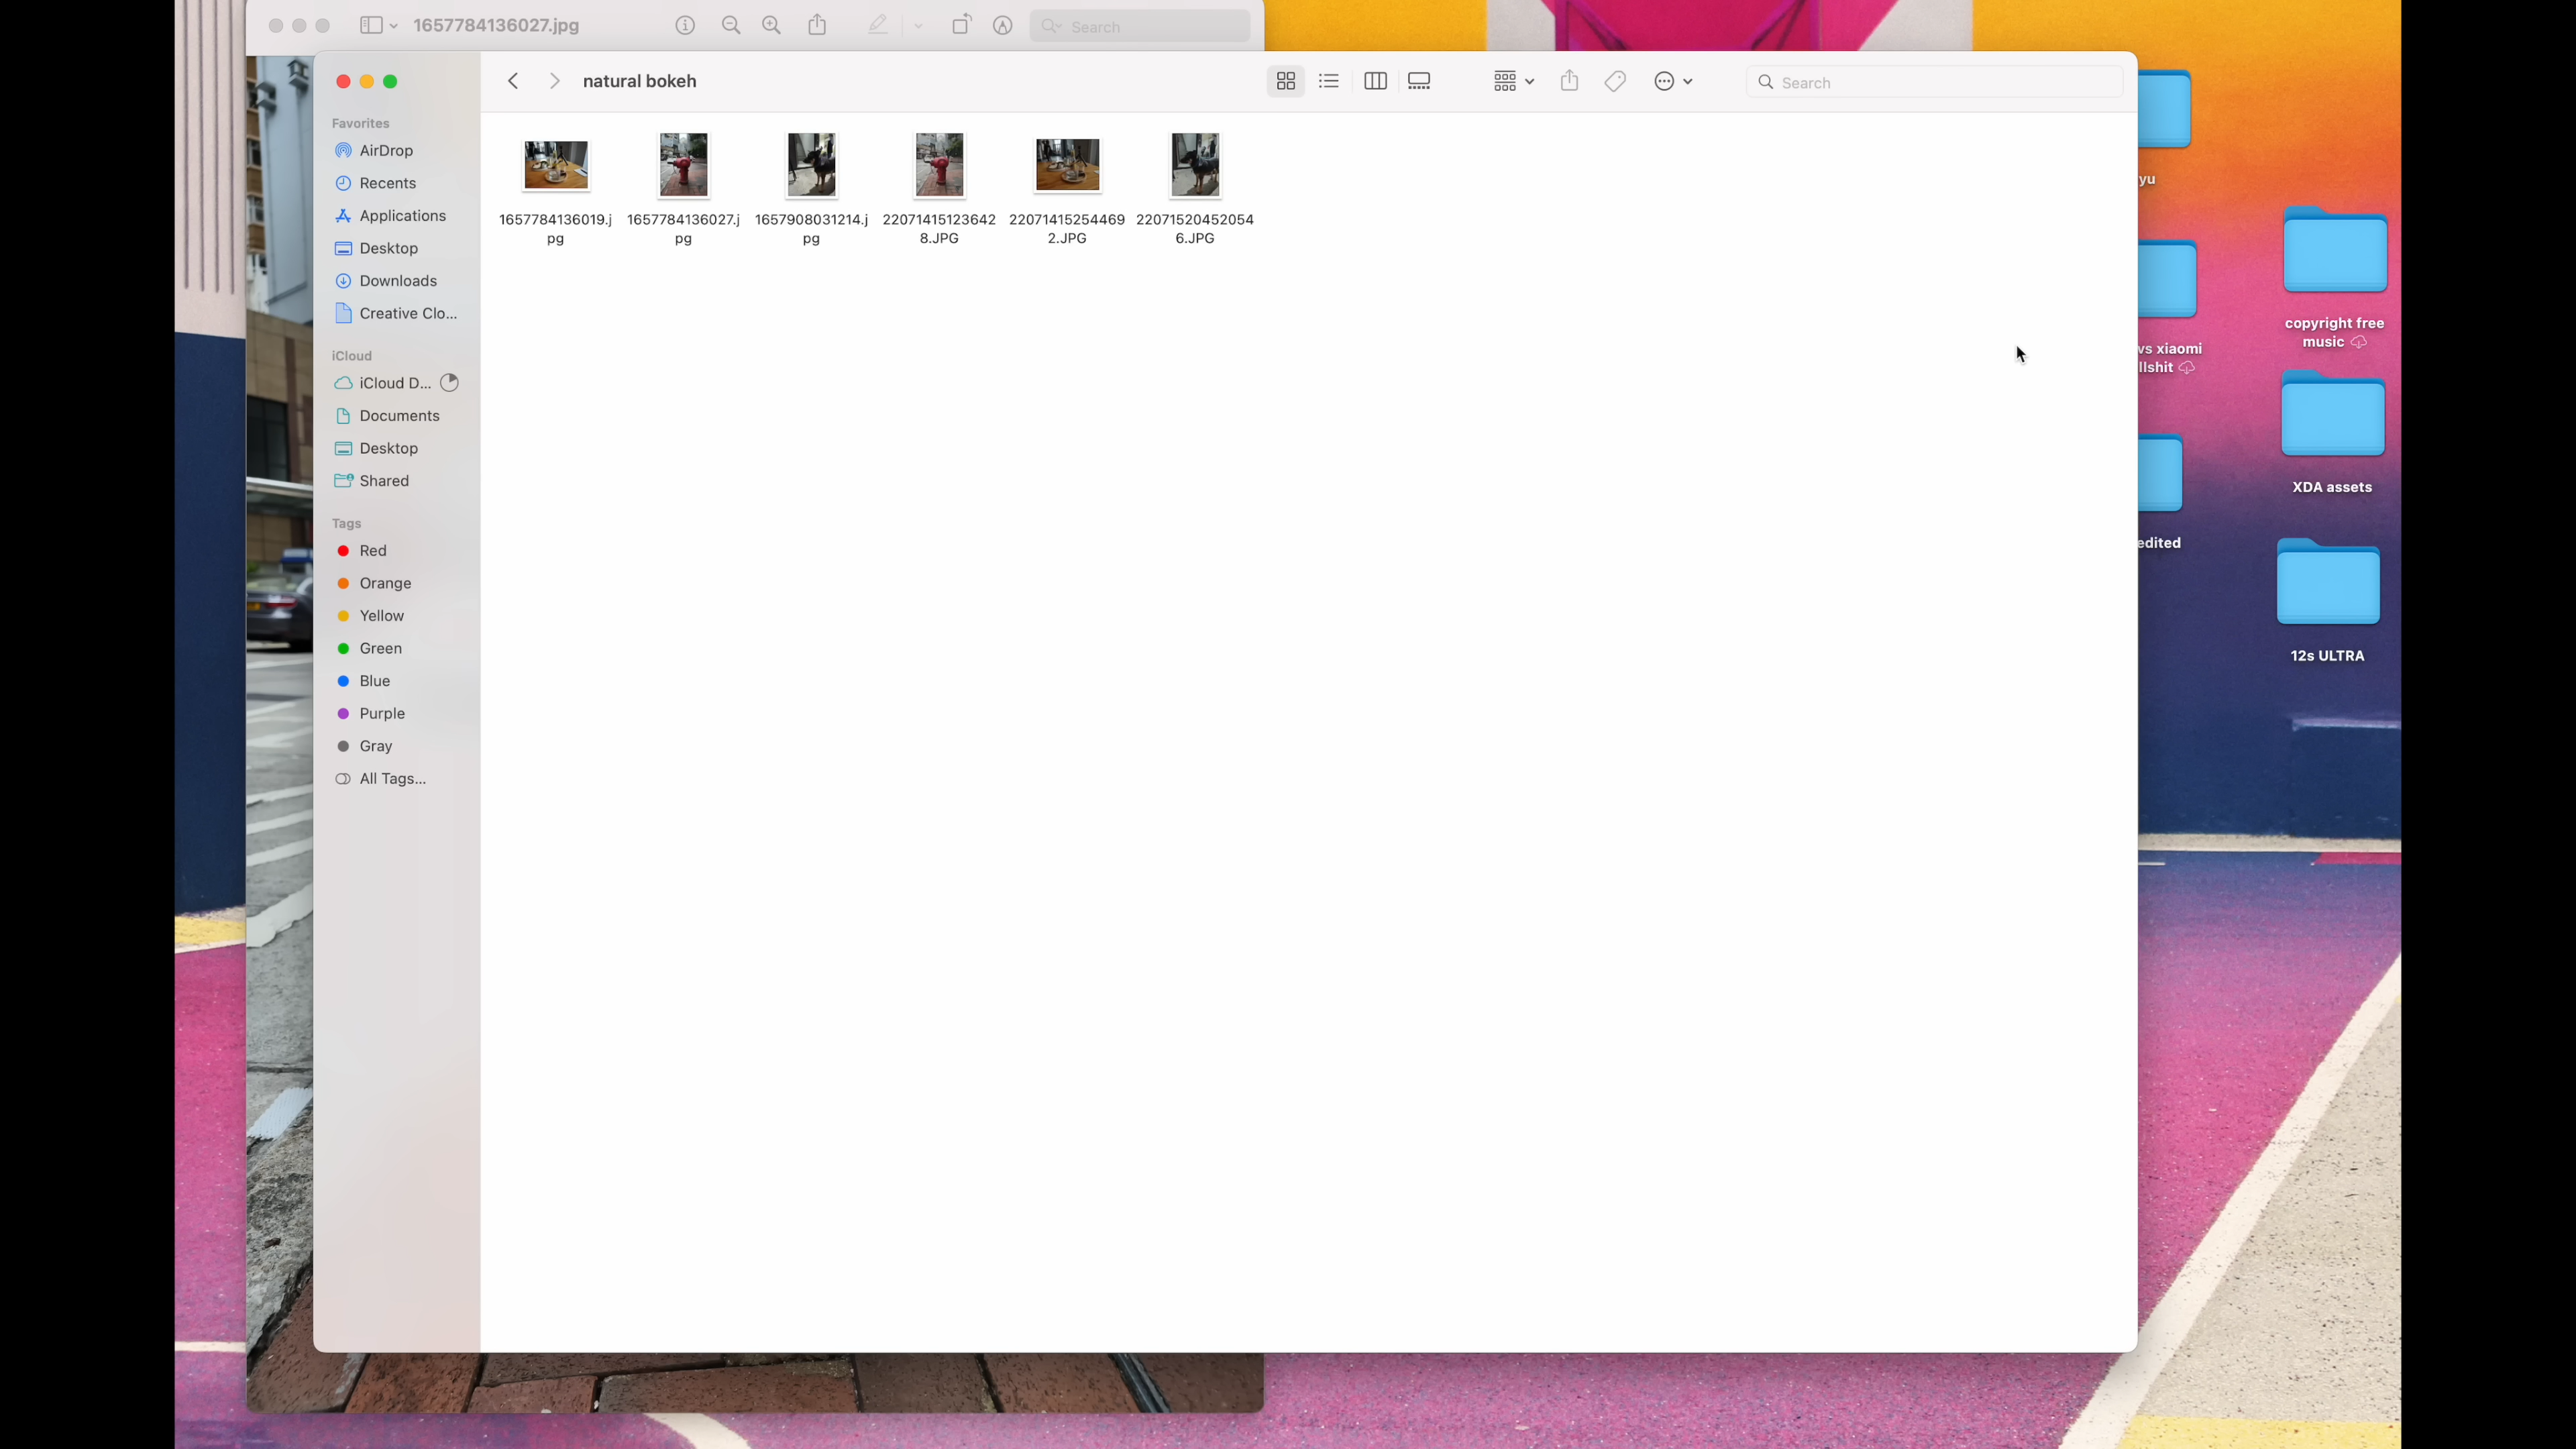 1657784136027.jpg
Search
natural bokeh
Search
Favorites
AirDrop
Recents
Applications
Desktop
Downloads
Creative Clo...
iCloud
iCloud D...
Documents
Desktop
Shared
Tags
Red
Orange
Yellow
Green
Blue
Purple
Gray
All Tags...
1657784136019.j
pg
1657784136027.j
pg
1657908031214.j
pg
22071415123642
8.JPG
22071415254469
2.JPG
22071520452054
6.JPG
yu
vs xiaomi
llshit
edited
copyright free
music
XDA assets
12s ULTRA